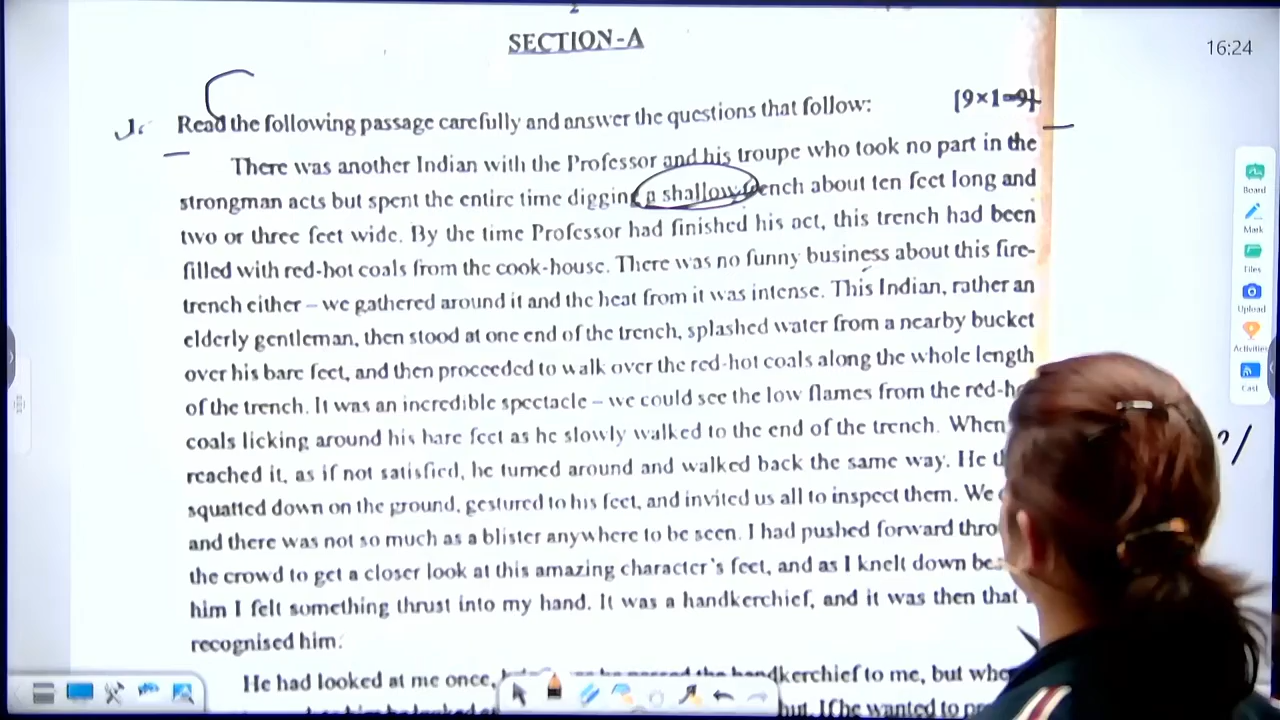 2
SECTION-A
16:24
1. Read the following passage carefully and answer the questions that follow: [9×1=9]
There was another Indian with the Professor and his troupe who took no part in the
strongman acts but spent the entire time digging a shallow trench about ten feet long and
two or three feet wide. By the time Professor had finished his act, this trench had been
filled with red-hot coals from the cook-house. There was no funny business about this fire-
trench either – we gathered around it and the heat from it was intense. This Indian, rather an
elderly gentleman, then stood at one end of the trench, splashed water from a nearby bucket
over his bare feet, and then proceeded to walk over the red-hot coals along the whole length
of the trench. It was an incredible spectacle – we could see the low flames from the red-h
coals licking around his bare feet as he slowly walked to the end of the trench. When
reached it, as if not satisfied, he turned around and walked back the same way. He
squatted down on the ground, gestured to his feet, and invited us all to inspect them. We
and there was not so much as a blister anywhere to be seen. I had pushed forward thro
the crowd to get a closer look at this amazing character's feet, and as I knelt down be
him I felt something thrust into my hand. It was a handkerchief, and it was then that
recognised him.
He had looked at me once, handkerchief to me, but
but. If he wanted to
Board
Mark
Files
Upload
Activities
Cast